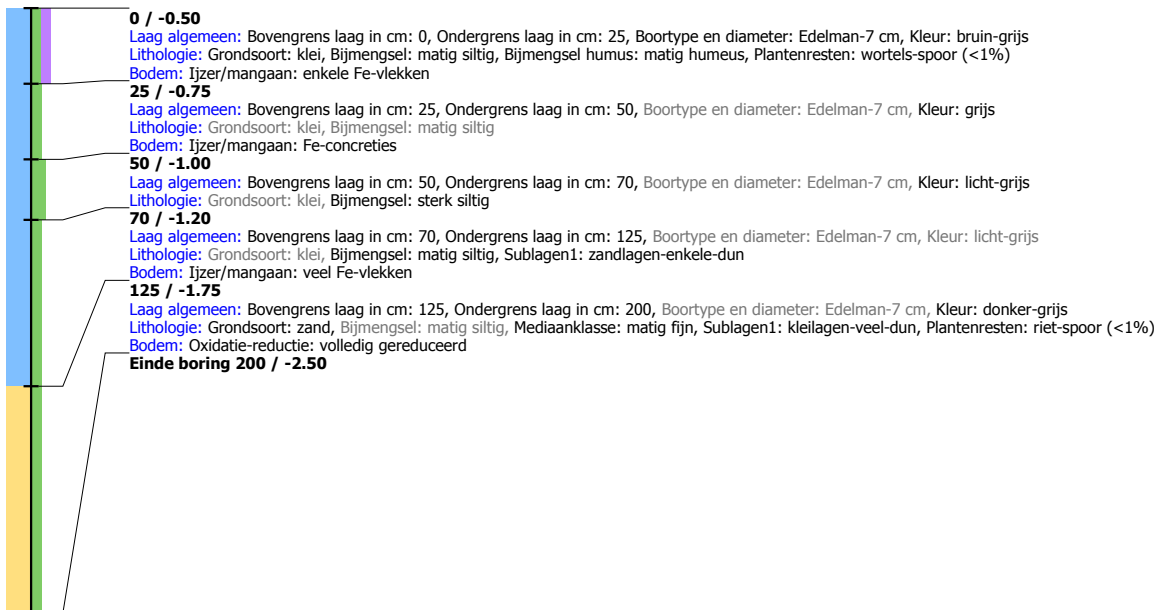 0 / -0.50
Laag algemeen: Bovengrens laag in cm: 0, Ondergrens laag in cm: 25, Boortype en diameter: Edelman-7 cm, Kleur: bruin-grijs
Lithologie: Grondsoort: klei, Bijmengsel: matig siltig, Bijmengsel humus: matig humeus, Plantenresten: wortels-spoor (<1%)
Bodem: Ijzer/mangaan: enkele Fe-vlekken
25 / -0.75
Laag algemeen: Bovengrens laag in cm: 25, Ondergrens laag in cm: 50, Boortype en diameter: Edelman-7 cm, Kleur: grijs
Lithologie: Grondsoort: klei, Bijmengsel: matig siltig
Bodem: Ijzer/mangaan: Fe-concreties
50 / -1.00
Laag algemeen: Bovengrens laag in cm: 50, Ondergrens laag in cm: 70, Boortype en diameter: Edelman-7 cm, Kleur: licht-grijs
Lithologie: Grondsoort: klei, Bijmengsel: sterk siltig
70 / -1.20
Laag algemeen: Bovengrens laag in cm: 70, Ondergrens laag in cm: 125, Boortype en diameter: Edelman-7 cm, Kleur: licht-grijs
Lithologie: Grondsoort: klei, Bijmengsel: matig siltig, Sublagen1: zandlagen-enkele-dun
Bodem: Ijzer/mangaan: veel Fe-vlekken
125 / -1.75
Laag algemeen: Bovengrens laag in cm: 125, Ondergrens laag in cm: 200, Boortype en diameter: Edelman-7 cm, Kleur: donker-grijs
Lithologie: Grondsoort: zand, Bijmengsel: matig siltig, Mediaanklasse: matig fijn, Sublagen1: kleilagen-veel-dun, Plantenresten: riet-spoor (<1%)
Bodem: Oxidatie-reductie: volledig gereduceerd
Einde boring 200 / -2.50